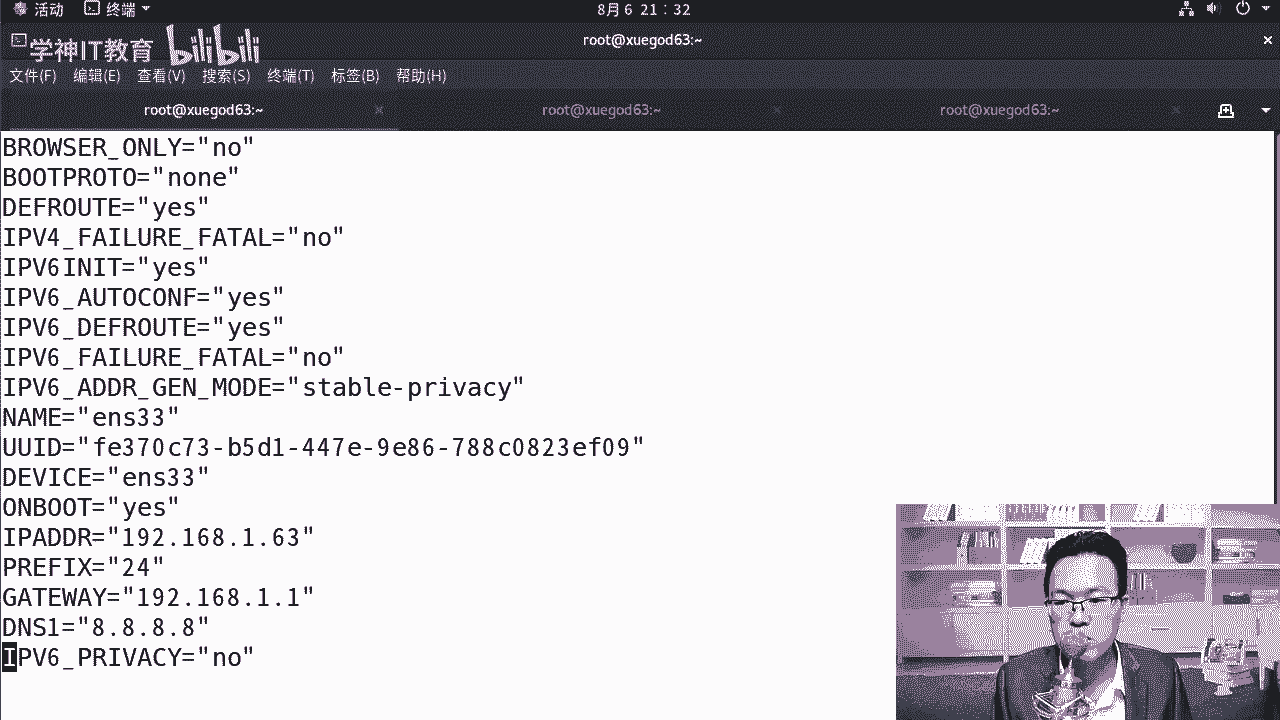 活动 终端 8月 6 21：32
学神IT教育 bilibili root@xuegod63:~
文件(F) 编辑(E) 查看(V) 搜索(S) 终端(T) 标签(B) 帮助(H)
root@xuegod63:~ root@xuegod63:~ root@xuegod63:~
BROWSER_ONLY="no"
BOOTPROTO="none"
DEFROUTE="yes"
IPV4_FAILURE_FATAL="no"
IPV6INIT="yes"
IPV6_AUTOCONF="yes"
IPV6_DEFROUTE="yes"
IPV6_FAILURE_FATAL="no"
IPV6_ADDR_GEN_MODE="stable-privacy"
NAME="ens33"
UUID="fe370c73-b5d1-447e-9e86-788c0823ef09"
DEVICE="ens33"
ONBOOT="yes"
IPADDR="192.168.1.63"
PREFIX="24"
GATEWAY="192.168.1.1"
DNS1="8.8.8.8"
IPV6_PRIVACY="no"